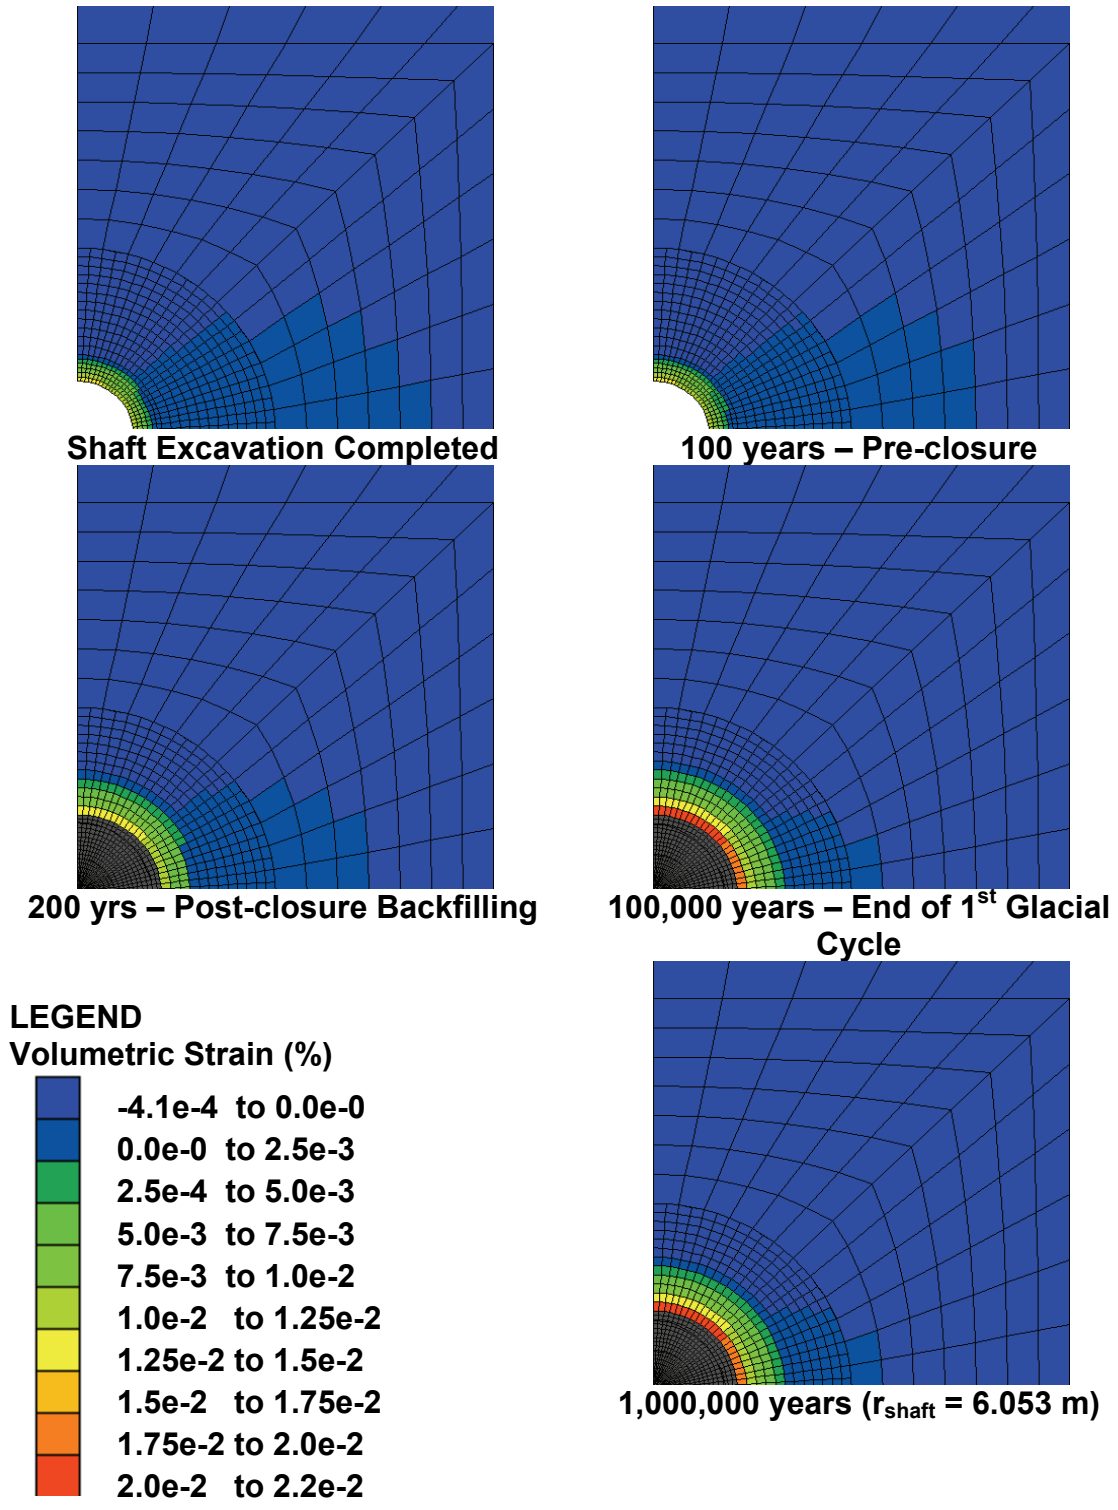 Shaft Excavation Completed
100 years – Pre-closure
200 yrs – Post-closure Backfilling
100,000 years – End of 1st Glacial
Cycle
LEGEND
Volumetric Strain (%)
-4.1e-4 to 0.0e-0
0.0e-0 to 2.5e-3
2.5e-4 to 5.0e-3
5.0e-3 to 7.5e-3
7.5e-3 to 1.0e-2
1.0e-2 to 1.25e-2
1.25e-2 to 1.5e-2
1.5e-2 to 1.75e-2
1.75e-2 to 2.0e-2
2.0e-2 to 2.2e-2
1,000,000 years (rshaft = 6.053 m)